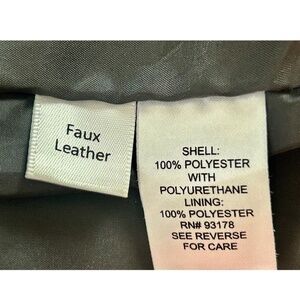 Faux
Leather
SHELL:
100% POLYESTER
WITH
POLYURETHANE
LINING:
100% POLYESTER
RN# 93178
SEE REVERSE
FOR CARE